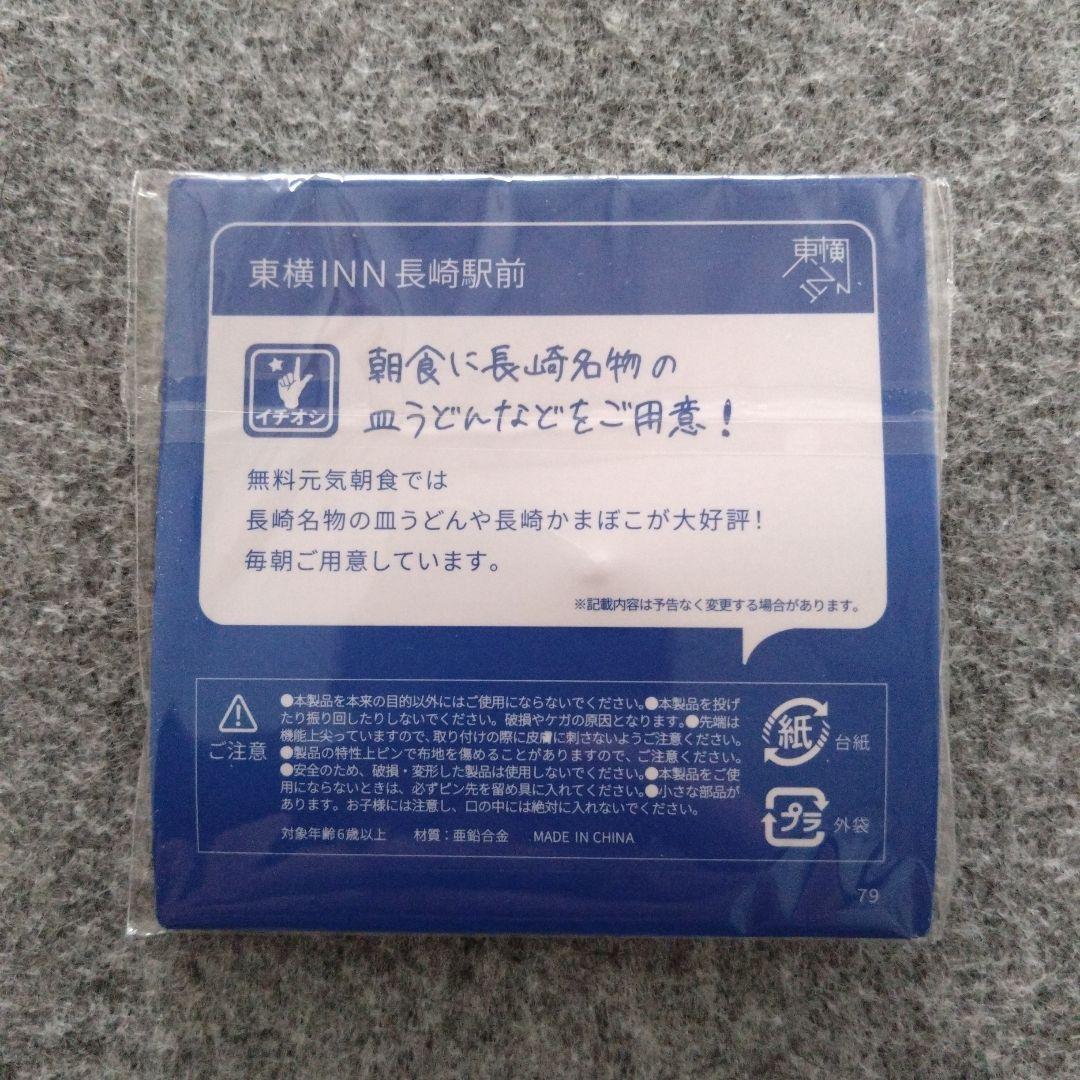 東横INN 長崎駅前
東横INN
イチオシ
朝食に長崎名物の
皿うどんなどをご用意！
無料元気朝食では
長崎名物の皿うどんや長崎かまぼこが大好評！
毎朝ご用意しています。
※記載内容は予告なく変更する場合があります。
ご注意
●本製品を本来の目的以外にはご使用にならないでください。●本製品を投げ
たり振り回したりしないでください。破損やケガの原因となります。●先端は
機能上尖っていますので、取り付けの際に皮膚に刺さないようご注意ください。
●製品の特性上ピンで布地を傷めることがありますので、ご注意ください。
●安全のため、破損・変形した製品は使用しないでください。●本製品をご使
用にならないときは、必ずピン先を留め具に入れてください。●小さな部品が
あります。お子様には注意し、口の中には絶対に入れないでください。
対象年齢6歳以上 材質：亜鉛合金 MADE IN CHINA
紙 台紙
プラ 外袋
79